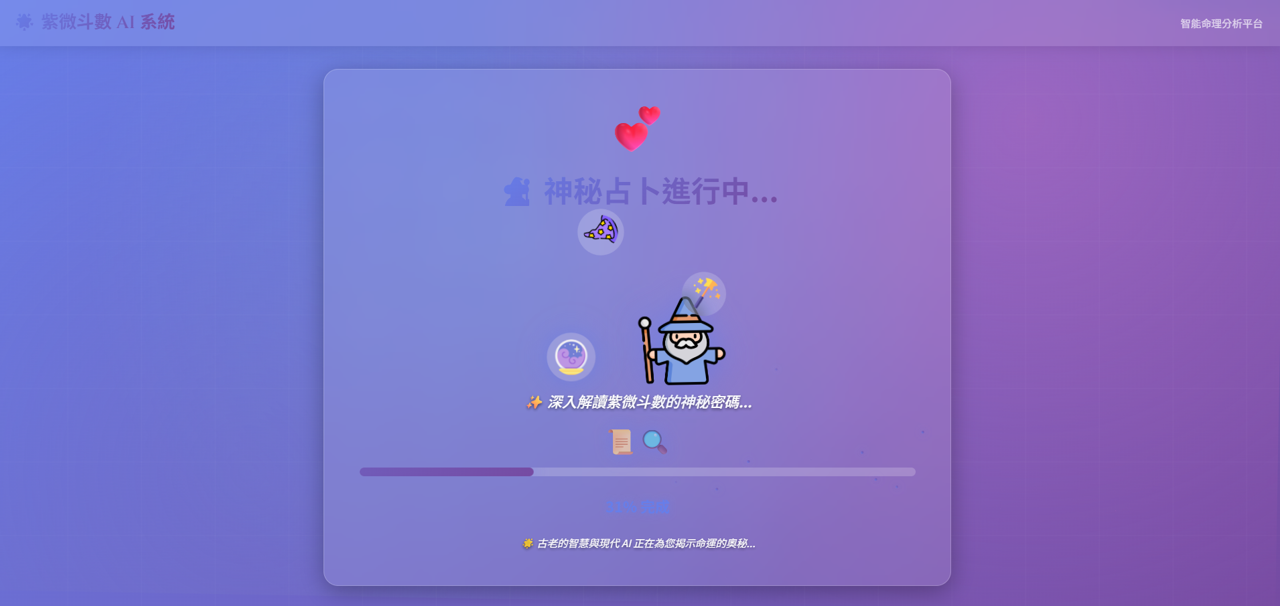 紫微斗數 AI 系統
智能命理分析平台
神秘占卜進行中...
深入解讀紫微斗數的神秘密碼...
古老的智慧與現代 AI 正在為您揭示命運的奧秘...